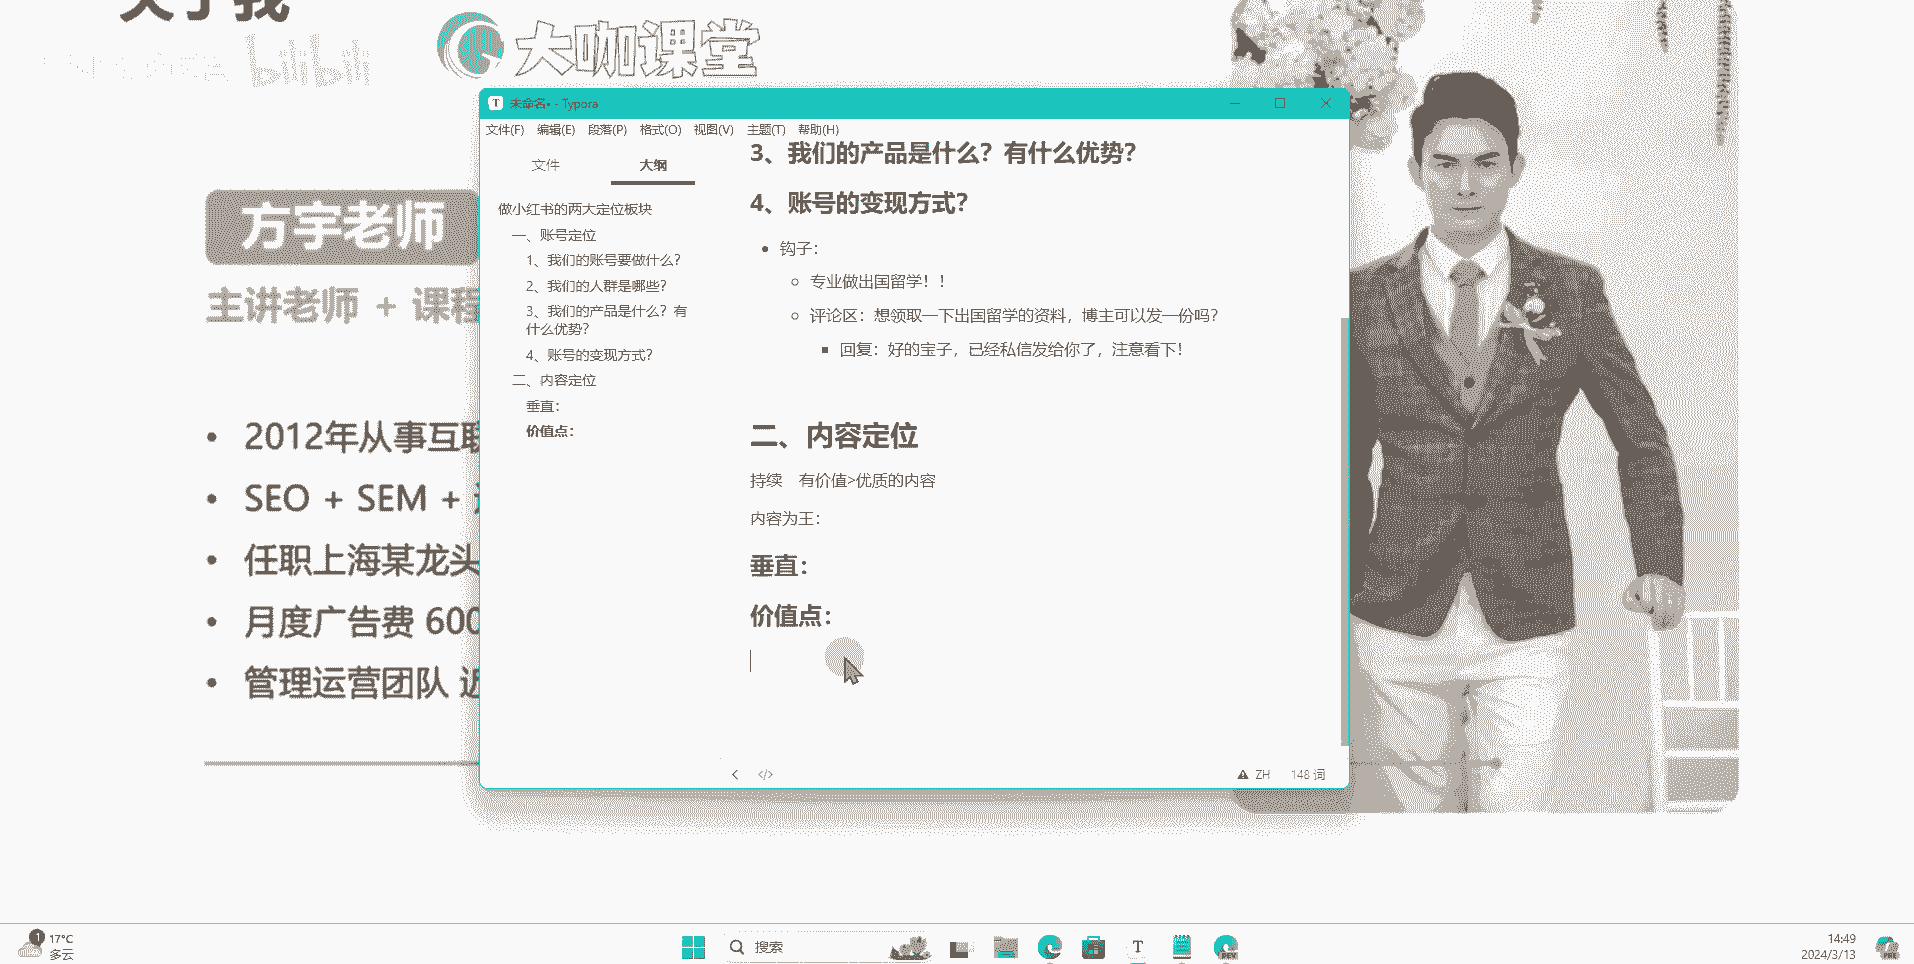 bilibili
大咖课堂
方宇老师
主讲老师 + 课程
2012年从事互联
SEO + SEM +
任职上海某龙头
月度广告费 600
管理运营团队 近
未命名• - Typora
文件(F) 编辑(E) 段落(P) 格式(O) 视图(V) 主题(T) 帮助(H)
文件 大纲
做小红书的两大定位板块
一、账号定位
1、我们的账号要做什么？
2、我们的人群是哪些？
3、我们的产品是什么？有
什么优势？
4、账号的变现方式？
二、内容定位
垂直：
价值点：
3、我们的产品是什么？有什么优势？
4、账号的变现方式？
钩子：
专业做出国留学！！
评论区：想领取一下出国留学的资料，博主可以发一份吗？
回复：好的宝子，已经私信发给你了，注意看下！
二、内容定位
持续 有价值>优质的内容
内容为王：
垂直：
价值点：
</> ZH 148 词
1
17°C
多云
搜索
T
DEV
14:49
2024/3/13
PRE